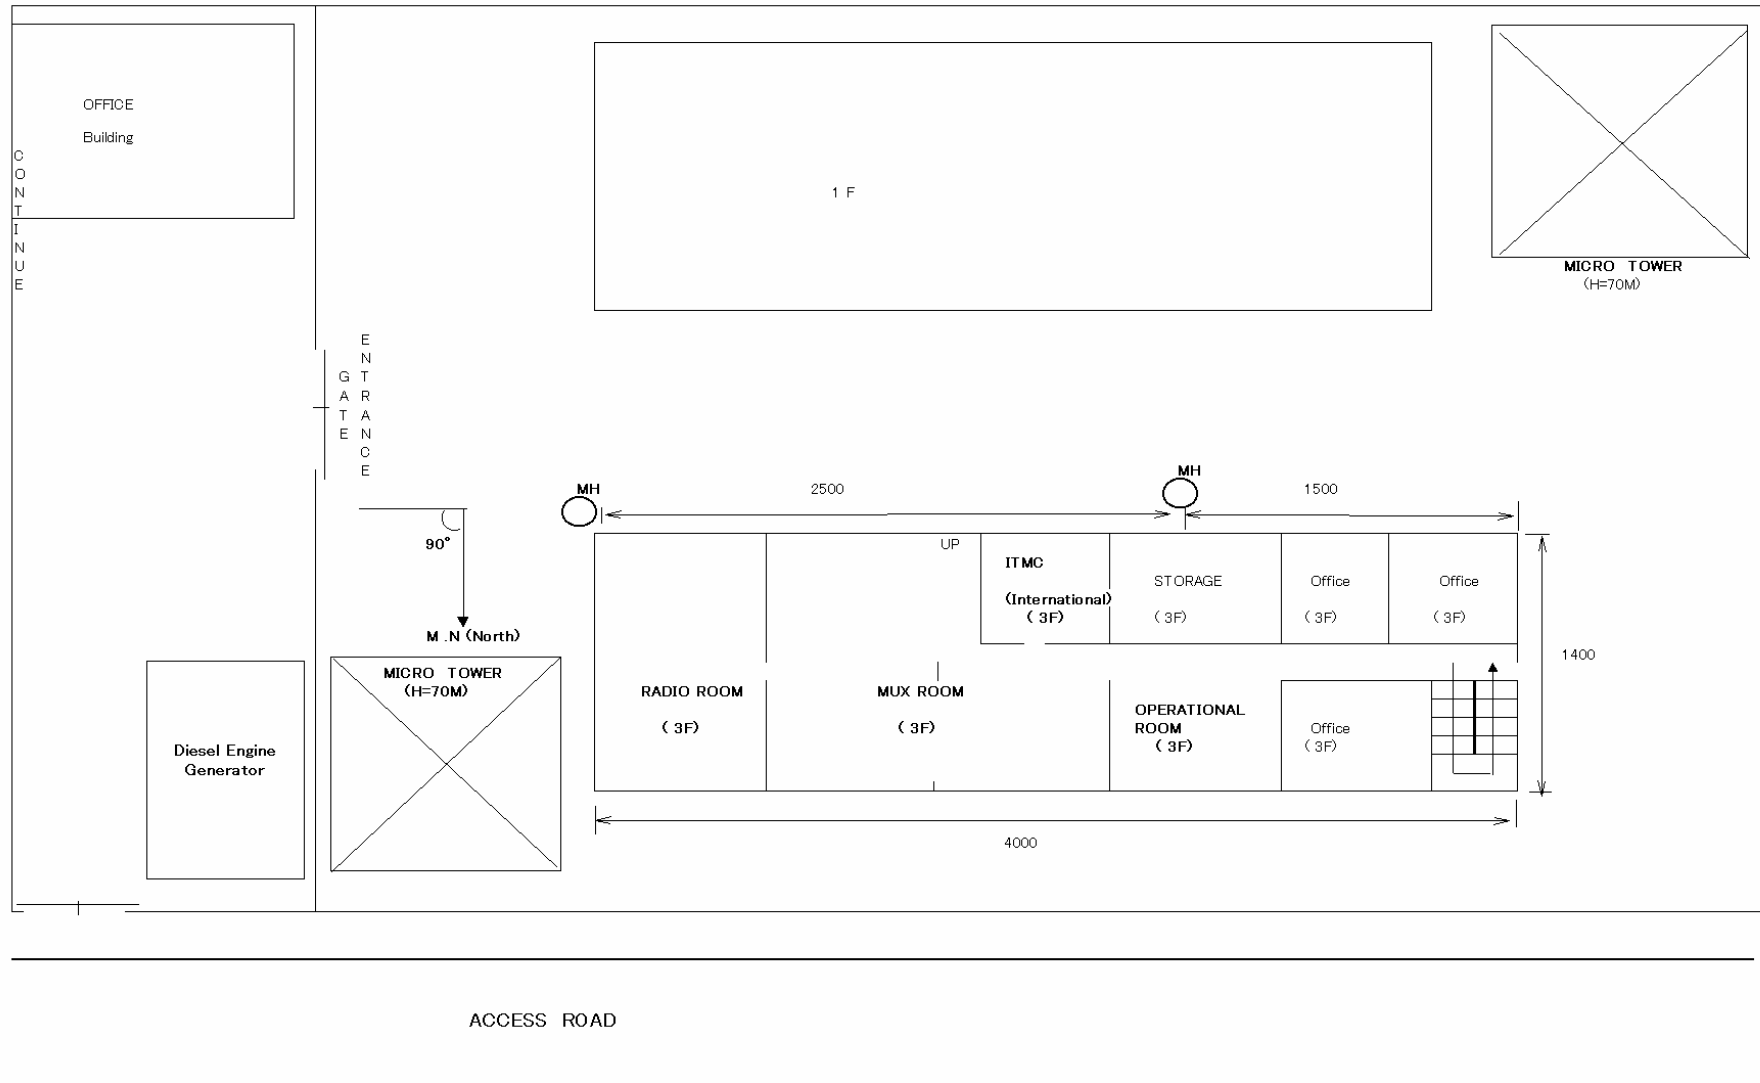 OFFICE
Building
CONTINUE
1 F
MICRO TOWER
(H=70M)
ENTRANCE
GATE
MH
2500
MH
1500
90°
M .N (North)
UP
ITMC
(International)
( 3F)
STORAGE
( 3F)
Office
( 3F)
Office
( 3F)
1400
MICRO TOWER
(H=70M)
RADIO ROOM
( 3F)
MUX ROOM
( 3F)
OPERATIONAL
ROOM
( 3F)
Office
( 3F)
Diesel Engine
Generator
4000
ACCESS ROAD